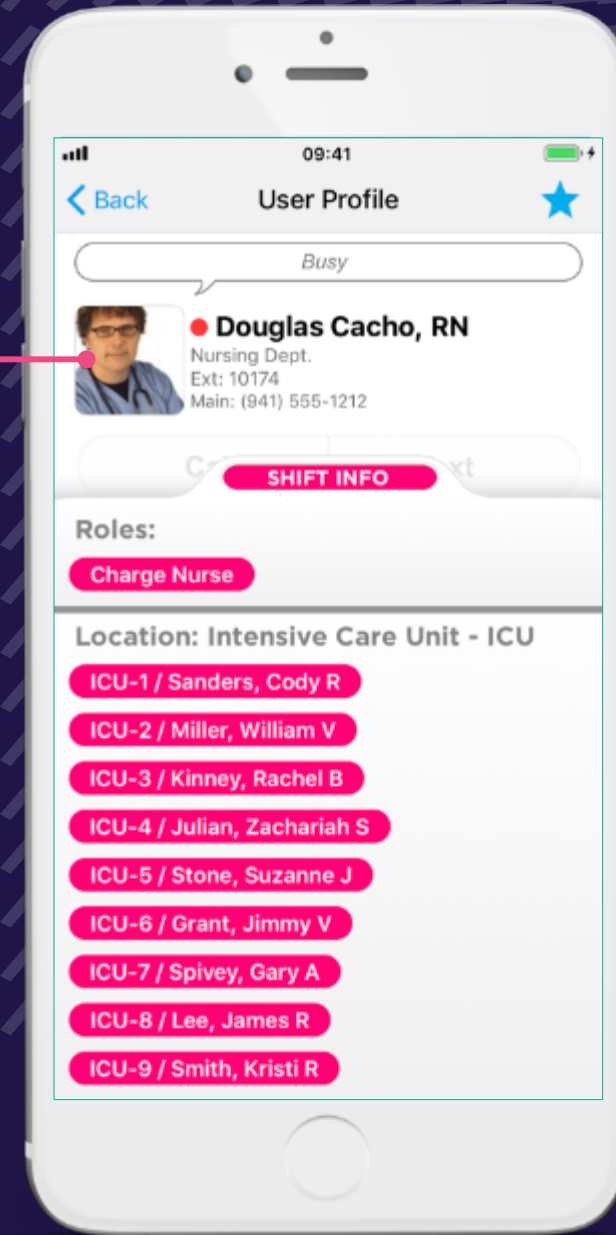 09:41
Back
User Profile
Busy
Douglas Cacho, RN
Nursing Dept.
Ext: 10174
Main: (941) 555-1212
SHIFT INFO
Roles:
Charge Nurse
Location: Intensive Care Unit - ICU
ICU-1 / Sanders, Cody R
ICU-2 / Miller, William V
ICU-3 / Kinney, Rachel B
ICU-4 / Julian, Zachariah S
ICU-5 / Stone, Suzanne J
ICU-6 / Grant, Jimmy V
ICU-7 / Spivey, Gary A
ICU-8 / Lee, James R
ICU-9 / Smith, Kristi R